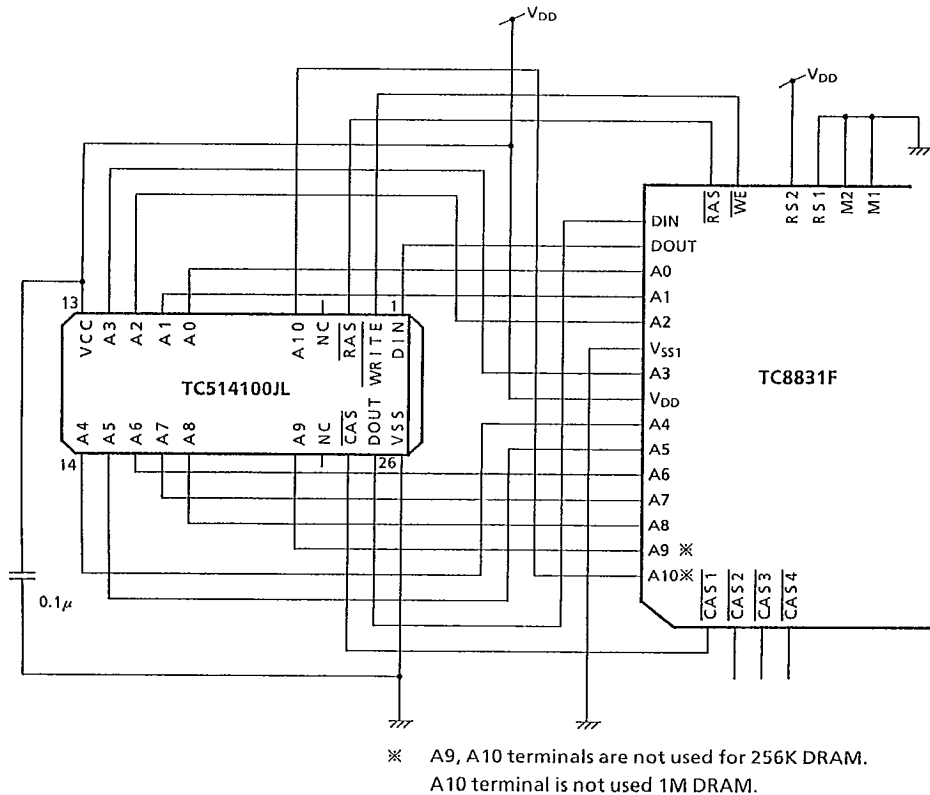 VDD
VDD
RAS WE RS2 RS1 M2 M1
DIN
DOUT
A0
A1
A2
VSS1
A3
VDD
A4
A5
A6
A7
A8
A9 ※
A10※
TC8831F
CAS1 CAS2 CAS3 CAS4
13 1
VCC A3 A2 A1 A0 A10 NC RAS WRITE DIN
TC514100JL
A4 A5 A6 A7 A8 A9 NC CAS DOUT VSS
14 26
0.1μ
※ A9, A10 terminals are not used for 256K DRAM.
A10 terminal is not used 1M DRAM.